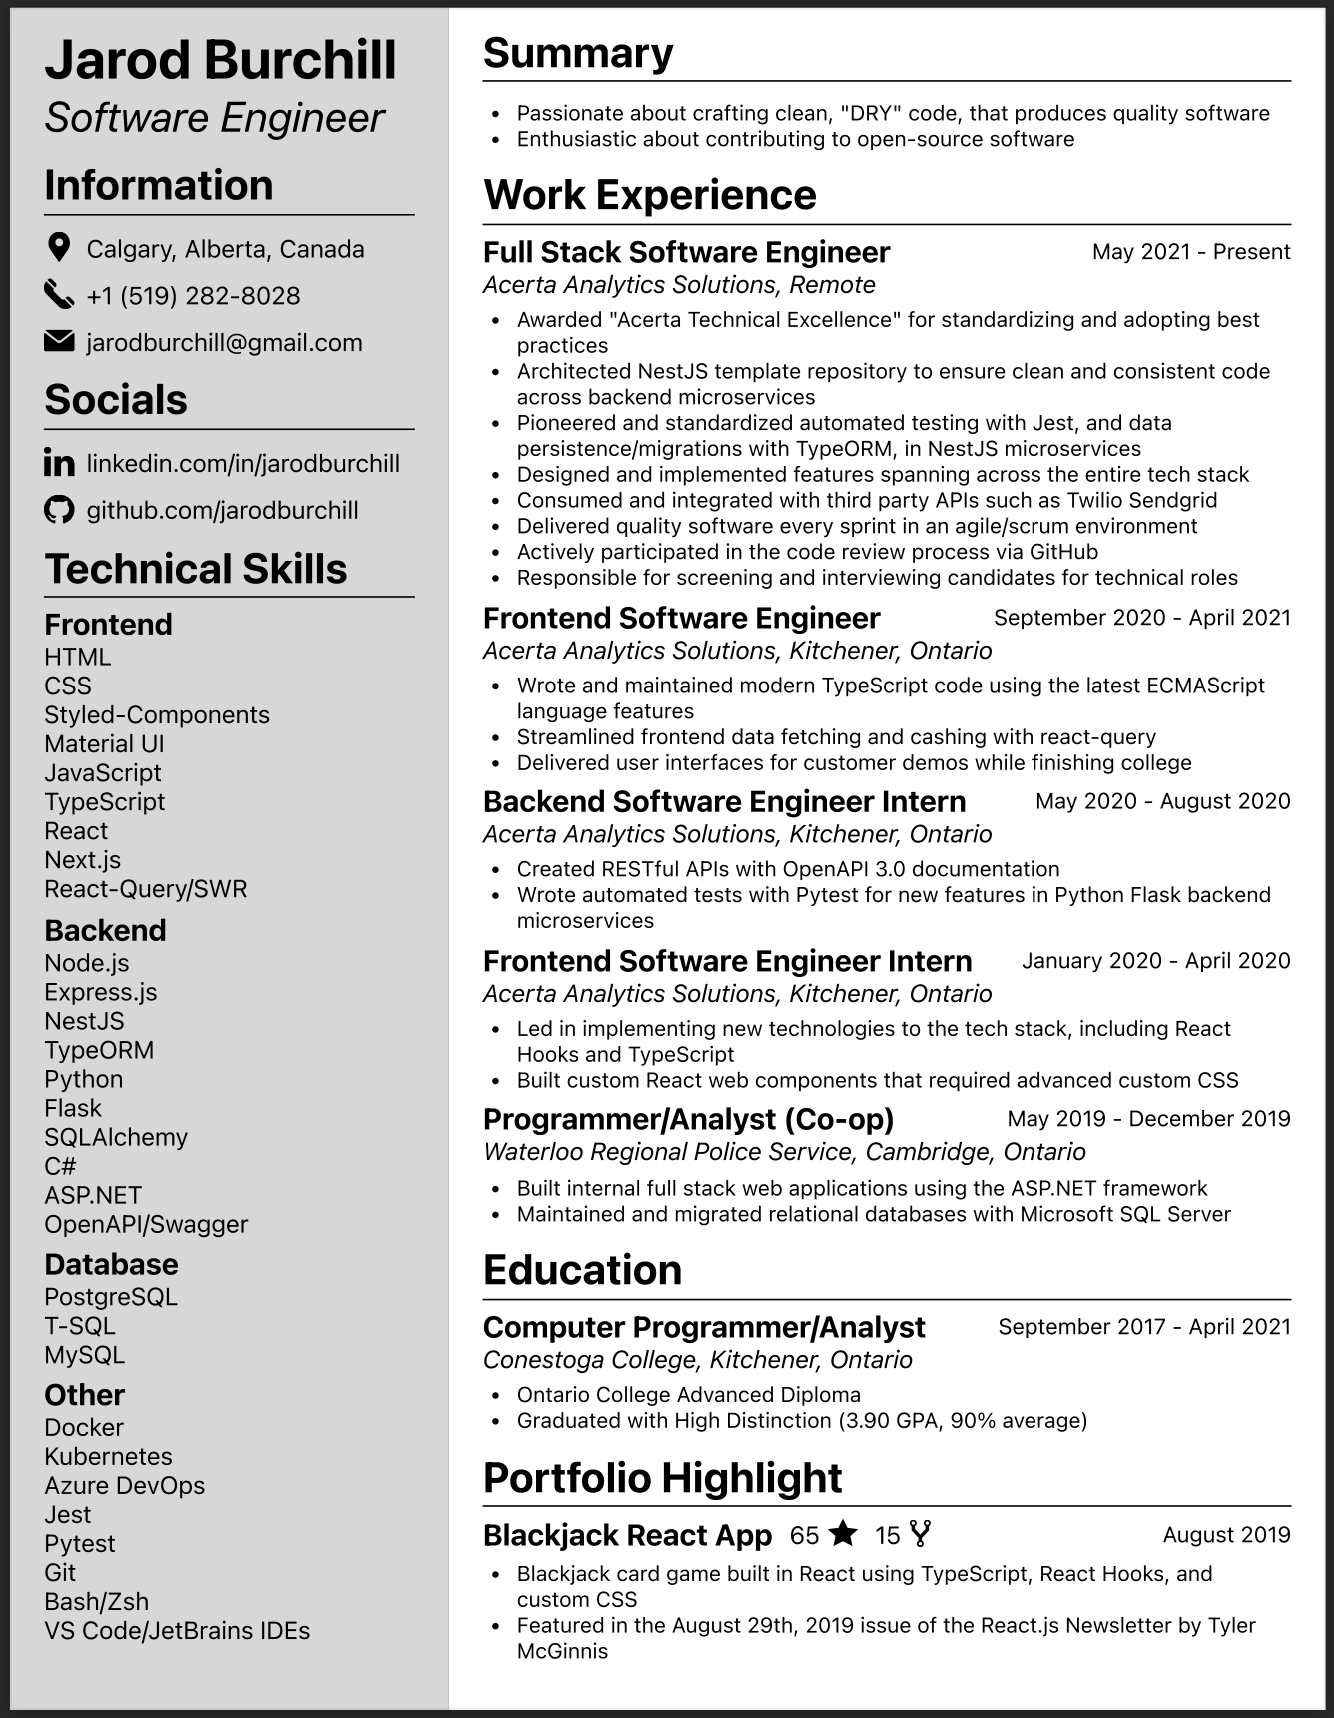 Jarod Burchill
Software Engineer
Information
Calgary, Alberta, Canada
+1 (519) 282-8028
jarodburchill@gmail.com
Socials
linkedin.com/in/jarodburchill
github.com/jarodburchill
Technical Skills
Frontend
HTML
CSS
Styled-Components
Material UI
JavaScript
TypeScript
React
Next.js
React-Query/SWR
Backend
Node.js
Express.js
NestJS
TypeORM
Python
Flask
SQLAlchemy
C#
ASP.NET
OpenAPI/Swagger
Database
PostgreSQL
T-SQL
MySQL
Other
Docker
Kubernetes
Azure DevOps
Jest
Pytest
Git
Bash/Zsh
VS Code/JetBrains IDEs
Summary
• Passionate about crafting clean, "DRY" code, that produces quality software
• Enthusiastic about contributing to open-source software
Work Experience
Full Stack Software Engineer May 2021 - Present
Acerta Analytics Solutions, Remote
• Awarded "Acerta Technical Excellence" for standardizing and adopting best
practices
• Architected NestJS template repository to ensure clean and consistent code
across backend microservices
• Pioneered and standardized automated testing with Jest, and data
persistence/migrations with TypeORM, in NestJS microservices
• Designed and implemented features spanning across the entire tech stack
• Consumed and integrated with third party APIs such as Twilio Sendgrid
• Delivered quality software every sprint in an agile/scrum environment
• Actively participated in the code review process via GitHub
• Responsible for screening and interviewing candidates for technical roles
Frontend Software Engineer September 2020 - April 2021
Acerta Analytics Solutions, Kitchener, Ontario
• Wrote and maintained modern TypeScript code using the latest ECMAScript
language features
• Streamlined frontend data fetching and cashing with react-query
• Delivered user interfaces for customer demos while finishing college
Backend Software Engineer Intern May 2020 - August 2020
Acerta Analytics Solutions, Kitchener, Ontario
• Created RESTful APIs with OpenAPI 3.0 documentation
• Wrote automated tests with Pytest for new features in Python Flask backend
microservices
Frontend Software Engineer Intern January 2020 - April 2020
Acerta Analytics Solutions, Kitchener, Ontario
• Led in implementing new technologies to the tech stack, including React
Hooks and TypeScript
• Built custom React web components that required advanced custom CSS
Programmer/Analyst (Co-op) May 2019 - December 2019
Waterloo Regional Police Service, Cambridge, Ontario
• Built internal full stack web applications using the ASP.NET framework
• Maintained and migrated relational databases with Microsoft SQL Server
Education
Computer Programmer/Analyst September 2017 - April 2021
Conestoga College, Kitchener, Ontario
• Ontario College Advanced Diploma
• Graduated with High Distinction (3.90 GPA, 90% average)
Portfolio Highlight
Blackjack React App 65 15 August 2019
• Blackjack card game built in React using TypeScript, React Hooks, and
custom CSS
• Featured in the August 29th, 2019 issue of the React.js Newsletter by Tyler
McGinnis